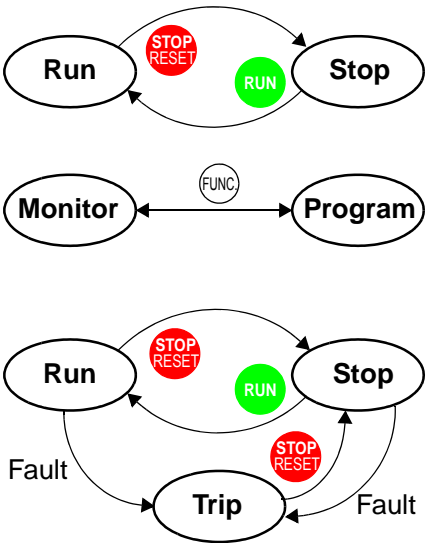 STOP
RESET
Run
Stop
RUN
FUNC.
Monitor
Program
STOP
RESET
Run
Stop
RUN
STOP
RESET
Fault
Trip
Fault